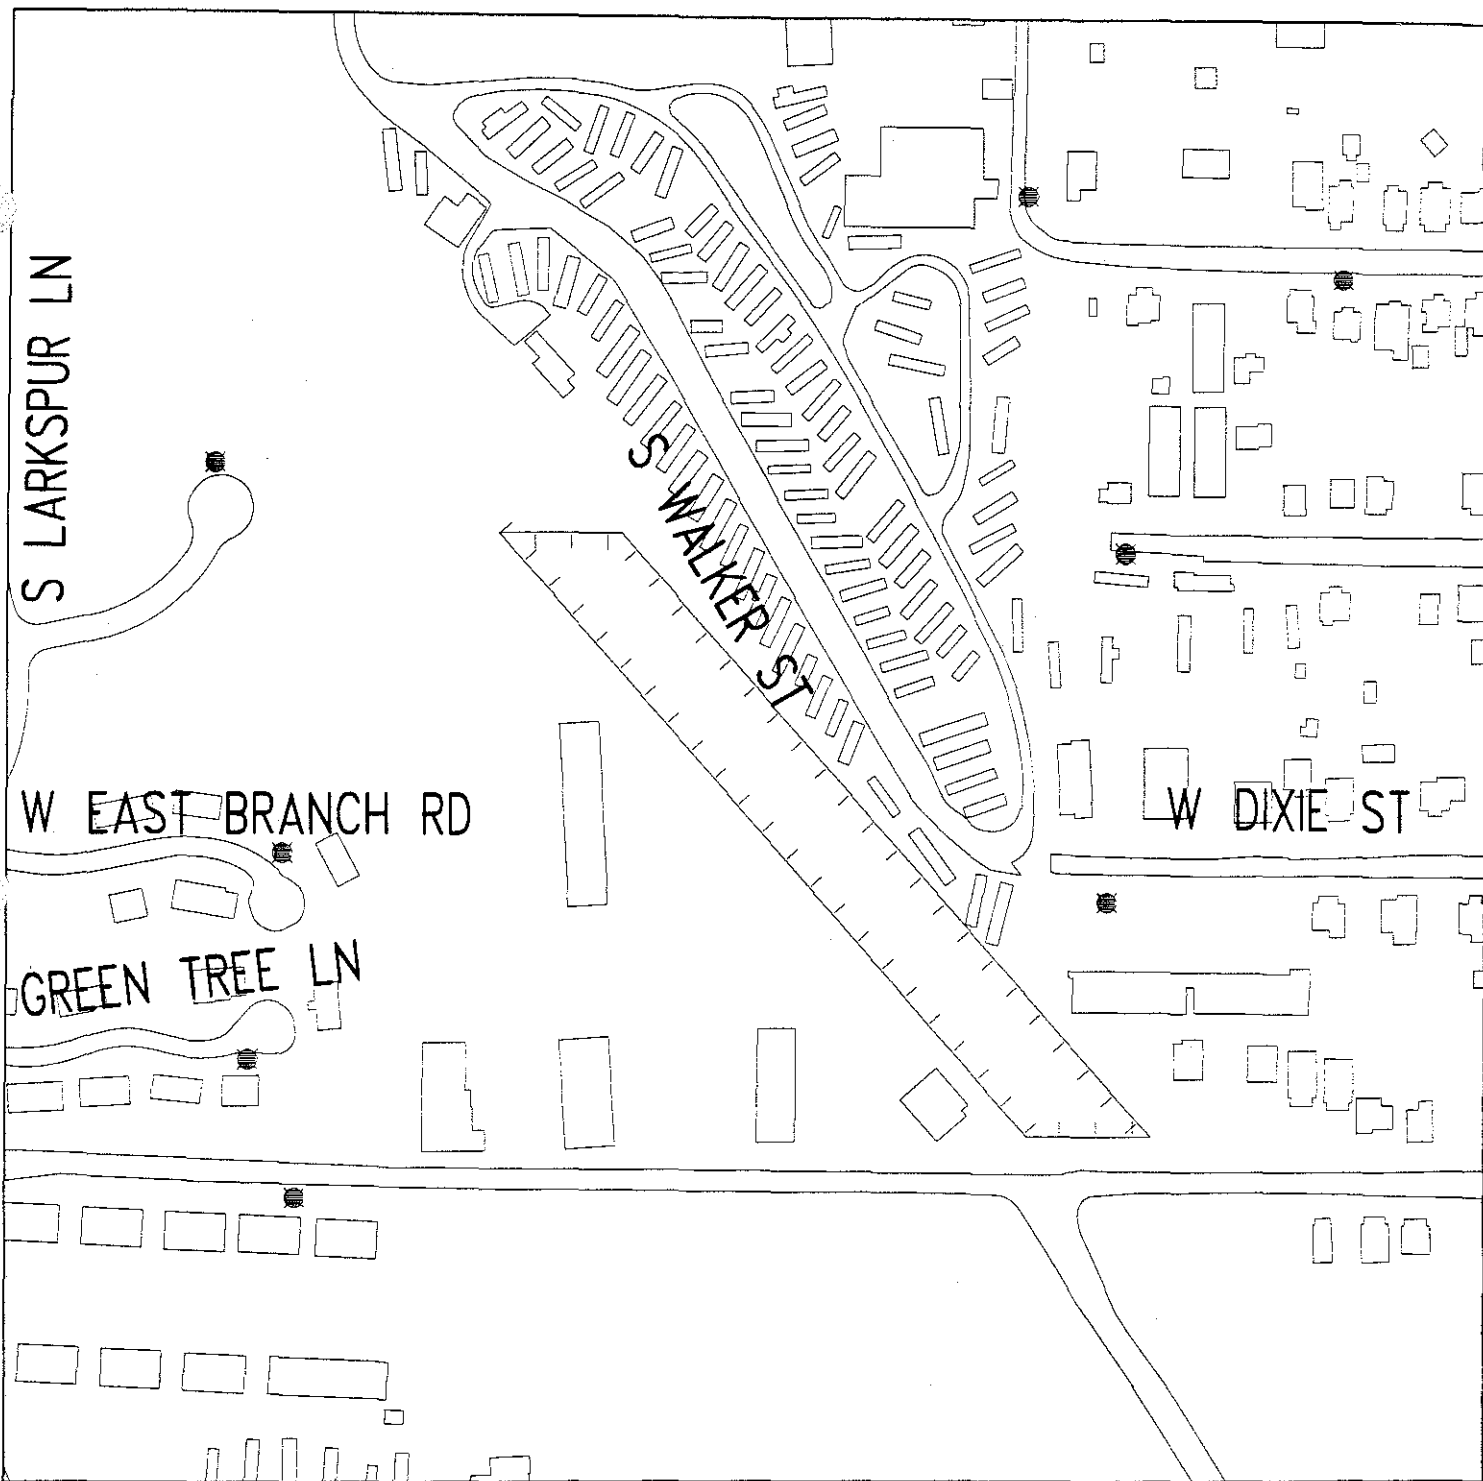 S LARKSPUR LN
S WALKER ST
W EAST BRANCH RD
W DIXIE ST
GREEN TREE LN